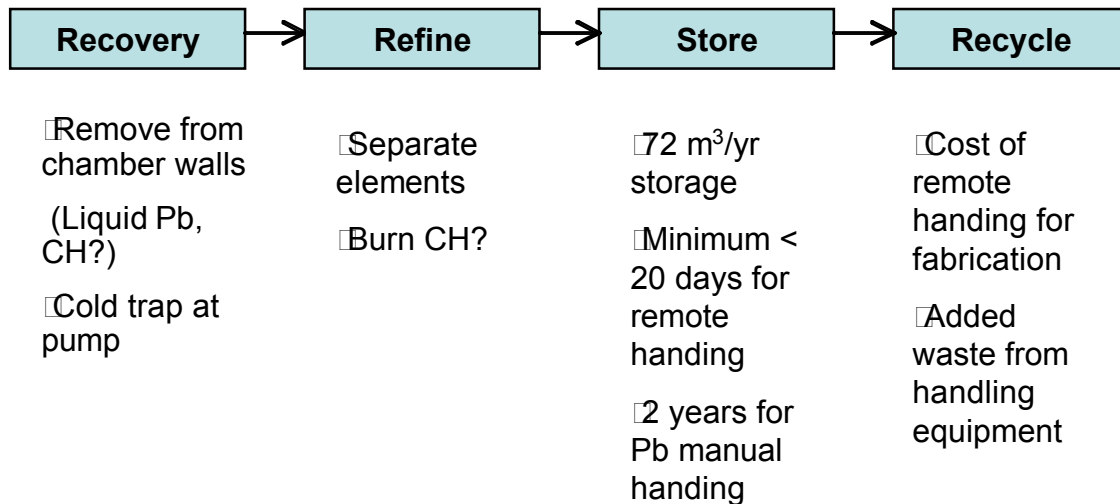 Recovery
Refine
Store
Recycle
Remove from
chamber walls
(Liquid Pb,
CH?)
Cold trap at
pump
Separate
elements
Burn CH?
72 m³/yr
storage
Minimum <
20 days for
remote
handing
2 years for
Pb manual
handing
Cost of
remote
handing for
fabrication
Added
waste from
handling
equipment